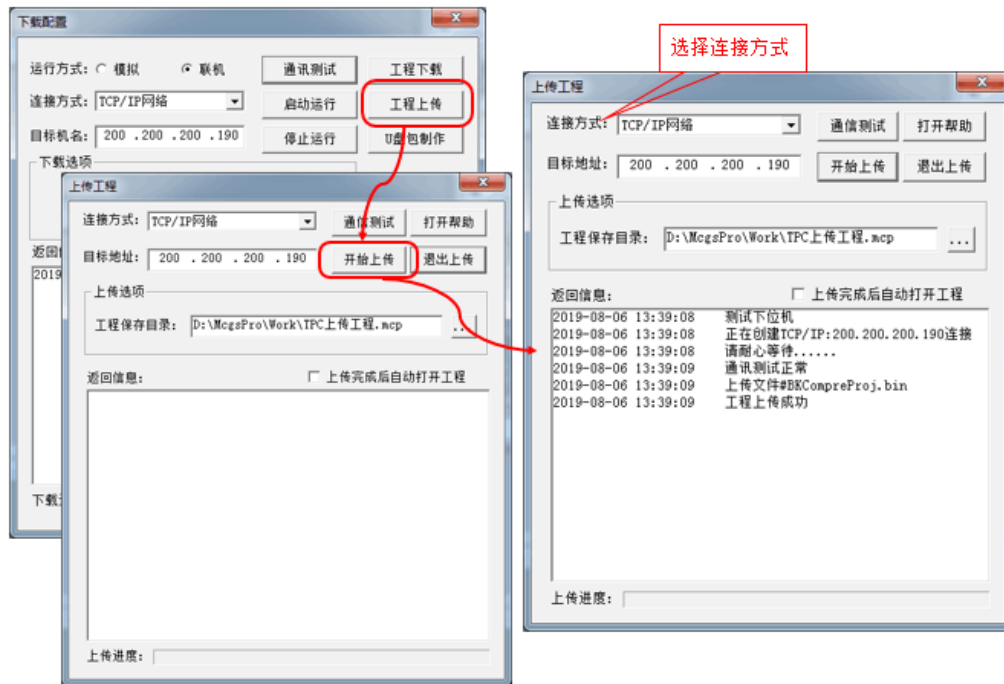 下载配置
运行方式: 模拟 联机 通讯测试 工程下载
连接方式: TCP/IP网络 启动运行 工程上传
目标机名: 200 .200 .200 .190 停止运行 U盘包制作
下载选项
返回
2019
下载
上传工程
连接方式: TCP/IP网络 通信测试 打开帮助
目标地址: 200 .200 .200 .190 开始上传 退出上传
上传选项
工程保存目录: D:\McgsPro\Work\TPC上传工程.mcp ...
返回信息: 上传完成后自动打开工程
上传进度:
选择连接方式
上传工程
连接方式: TCP/IP网络 通信测试 打开帮助
目标地址: 200 .200 .200 .190 开始上传 退出上传
上传选项
工程保存目录: D:\McgsPro\Work\TPC上传工程.mcp ...
返回信息: 上传完成后自动打开工程
2019-08-06 13:39:08 测试下位机
2019-08-06 13:39:08 正在创建TCP/IP:200.200.200.190连接
2019-08-06 13:39:08 请耐心等待......
2019-08-06 13:39:09 通讯测试正常
2019-08-06 13:39:09 上传文件#BKCompreProj.bin
2019-08-06 13:39:09 工程上传成功
上传进度: